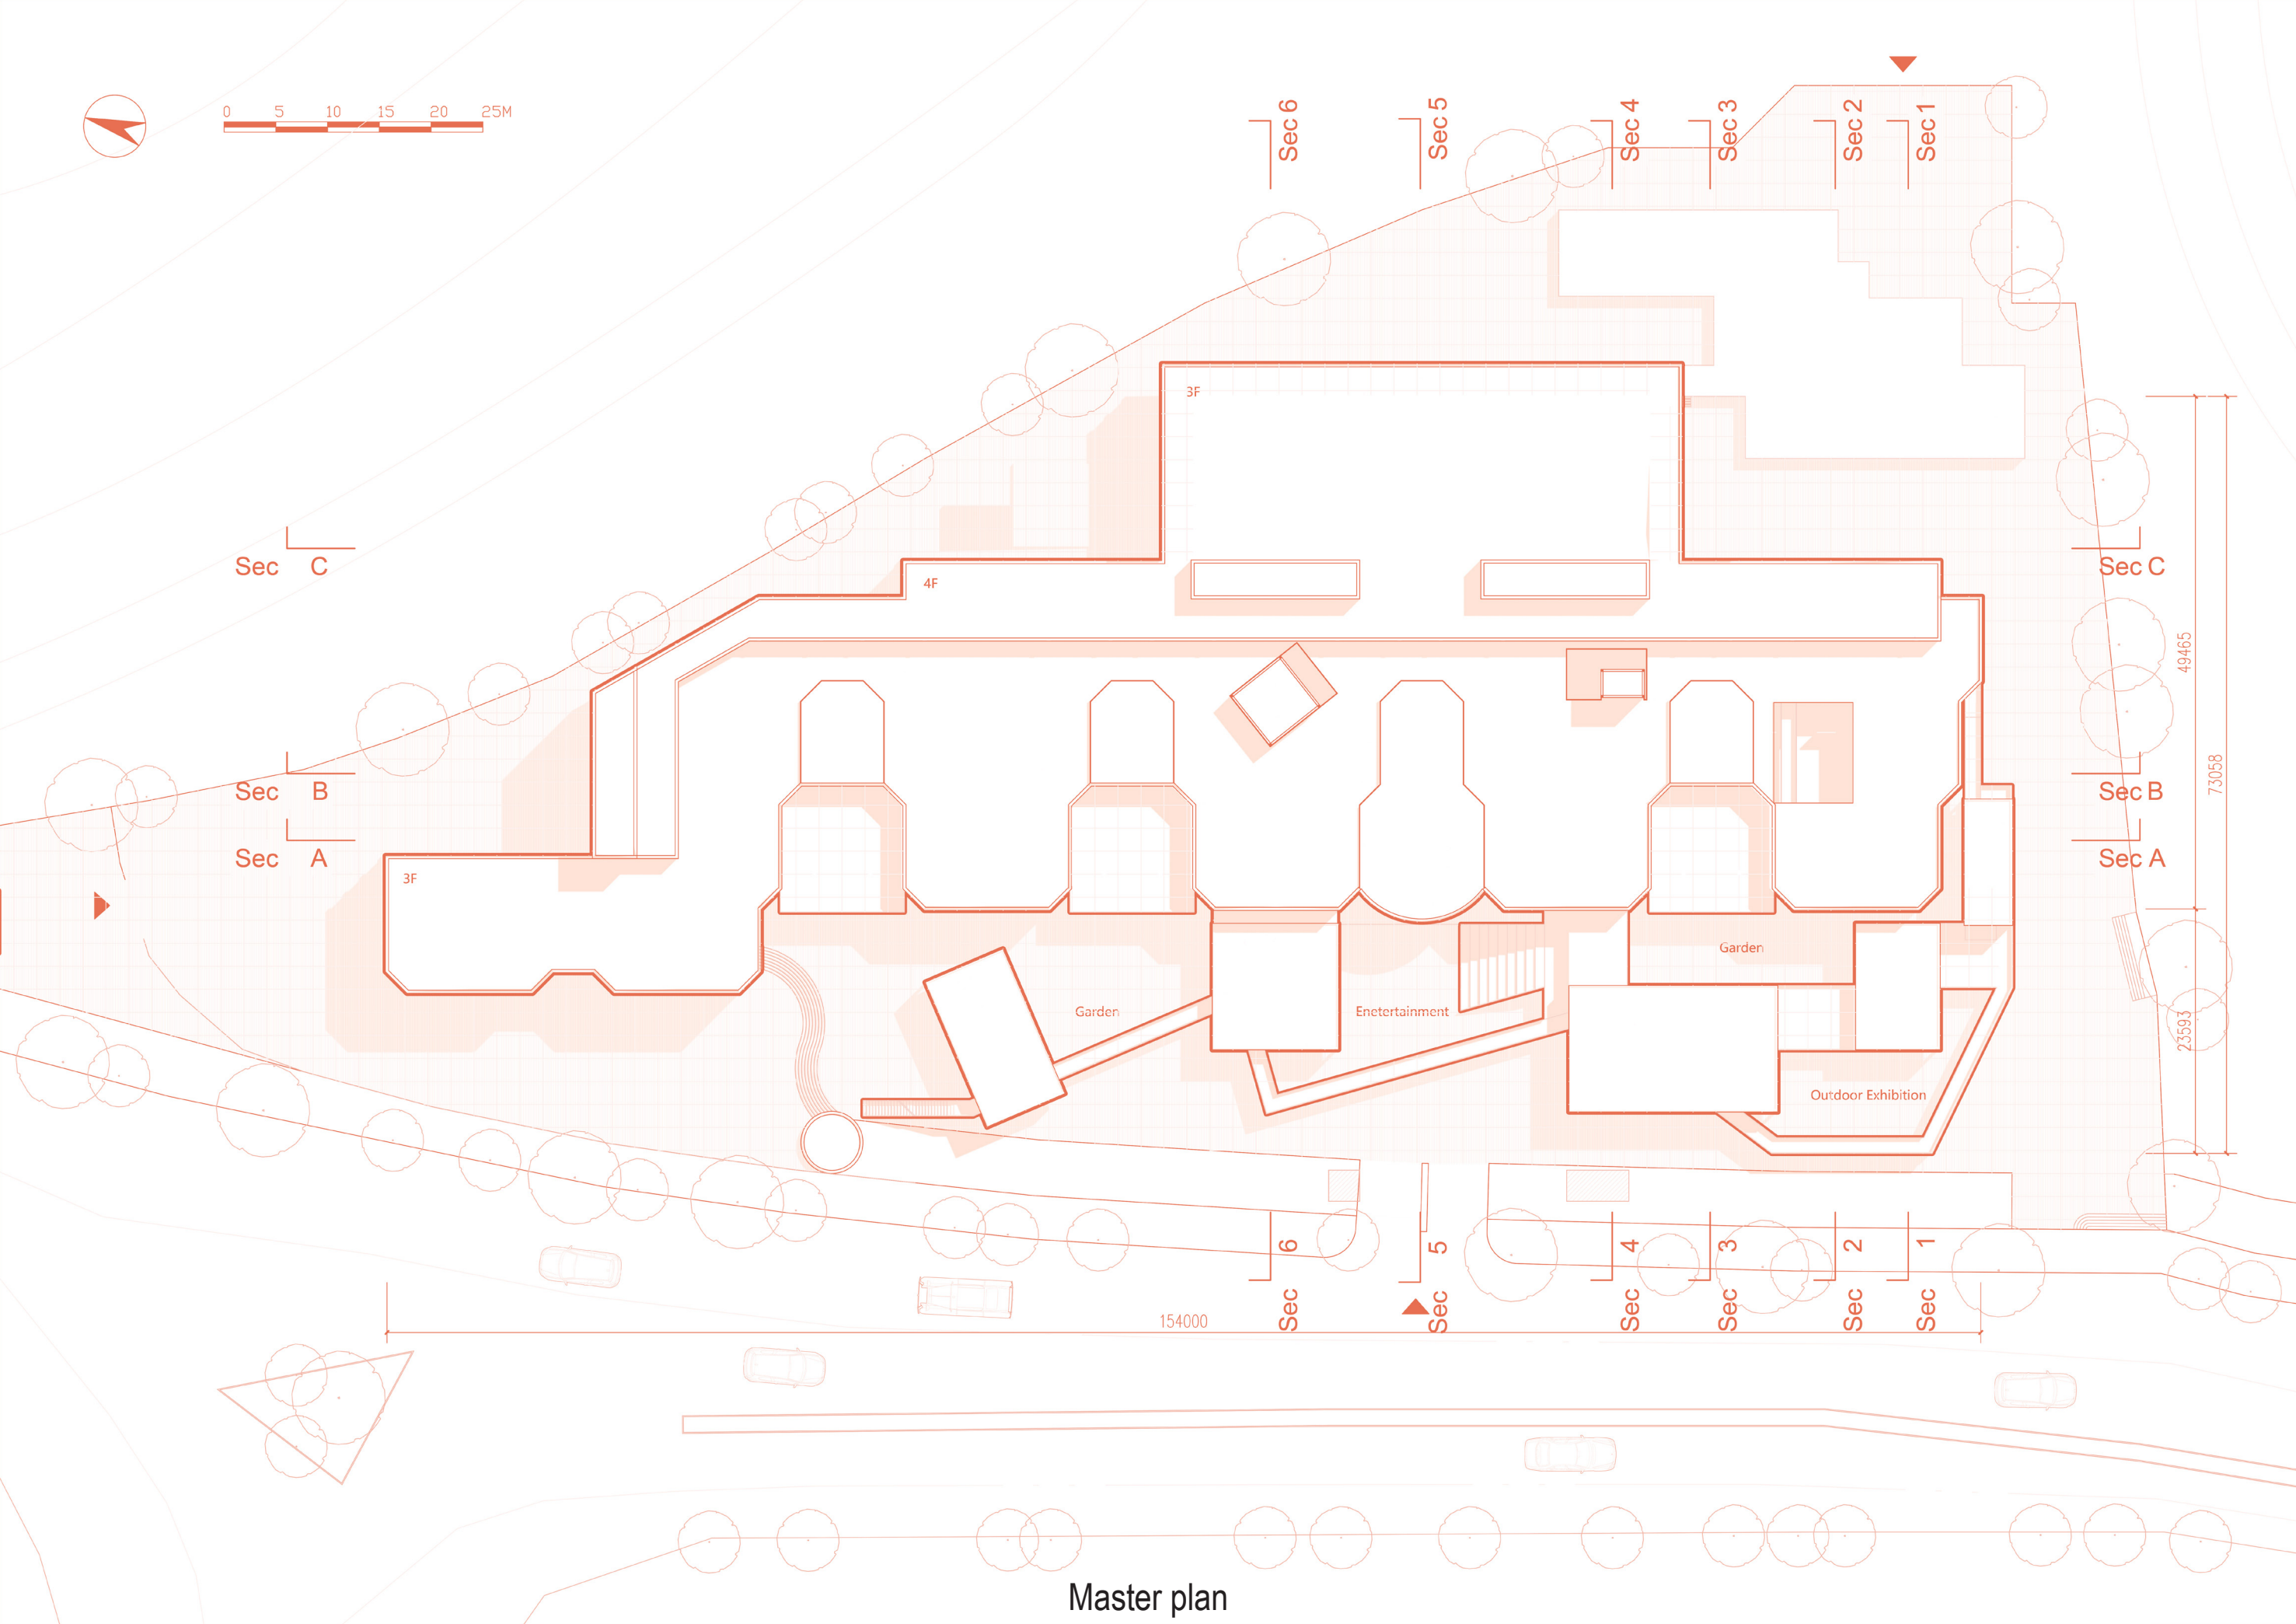 0 5 10 15 20 25M
Sec 6
Sec 5
Sec 4
Sec 3
Sec 2
Sec 1
3F
Sec C
Sec C
4F
49465
73058
Sec B
Sec B
Sec A
Sec A
3F
Garden
Garden
Enetertainment
23593
Outdoor Exhibition
Sec 6
Sec 5
Sec 4
Sec 3
Sec 2
Sec 1
154000
Master plan